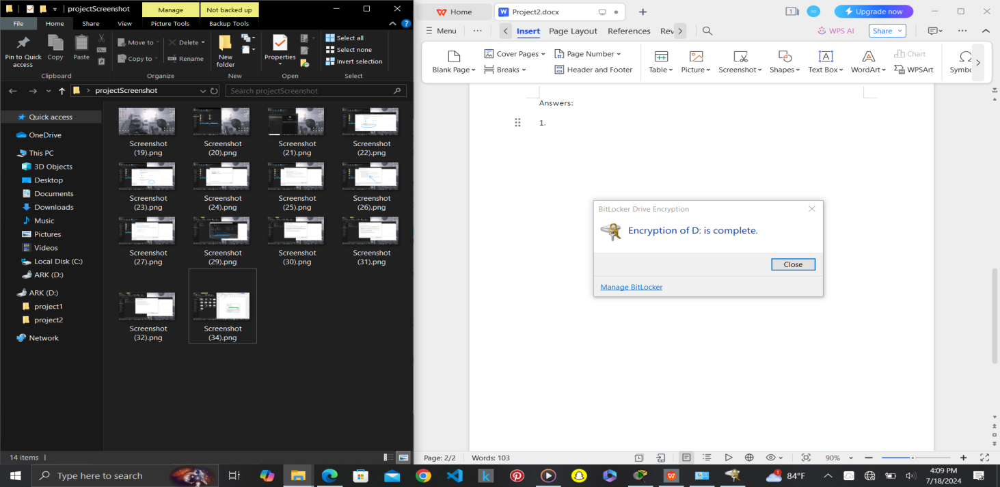 projectScreenshot
Manage
Not backed up
File
Home
Share
View
Picture Tools
Backup Tools
Pin to Quick access
Copy
Paste
Move to
Copy to
Delete
Rename
New folder
Properties
Select all
Select none
Invert selection
Clipboard
Organize
New
Open
Select
projectScreenshot
Search projectScreenshot
Quick access
OneDrive
This PC
3D Objects
Desktop
Documents
Downloads
Music
Pictures
Videos
Local Disk (C:)
ARK (D:)
ARK (D:)
project1
project2
Network
Screenshot (19).png
Screenshot (20).png
Screenshot (21).png
Screenshot (22).png
Screenshot (23).png
Screenshot (24).png
Screenshot (25).png
Screenshot (26).png
Screenshot (27).png
Screenshot (29).png
Screenshot (30).png
Screenshot (31).png
Screenshot (32).png
Screenshot (34).png
14 items
Home
Project2.docx
1
Upgrade now
Menu
Insert
Page Layout
References
Rev
WPS AI
Share
Blank Page
Cover Pages
Breaks
Page Number
Header and Footer
Table
Picture
Screenshot
Shapes
Text Box
WordArt
Chart
WPSArt
Symbo
Answers:
1.
BitLocker Drive Encryption
Encryption of D: is complete.
Close
Manage BitLocker
Page: 2/2
Words: 103
90%
Type here to search
84°F
4:09 PM
7/18/2024